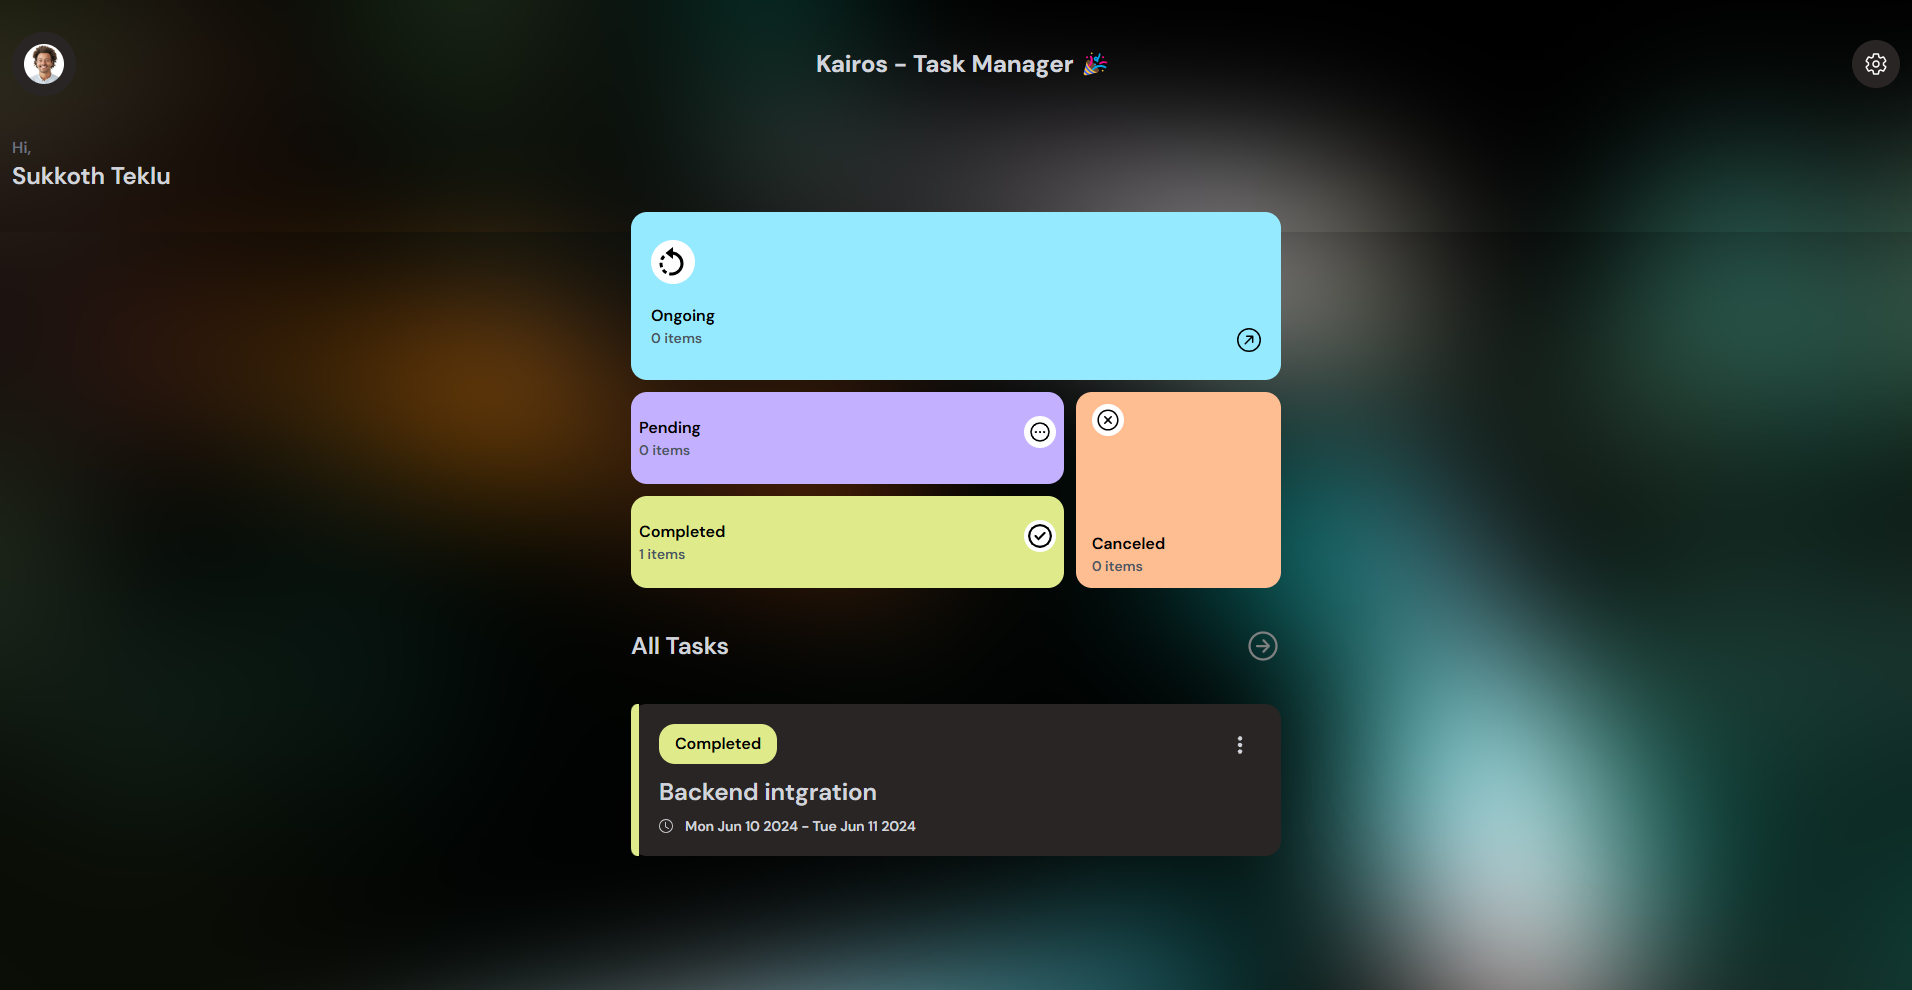 Kairos - Task Manager 🎉
Hi,
Sukkoth Teklu
Ongoing
0 items
Pending
0 items
Completed
1 items
Canceled
0 items
All Tasks
Completed
Backend intgration
Mon Jun 10 2024 - Tue Jun 11 2024